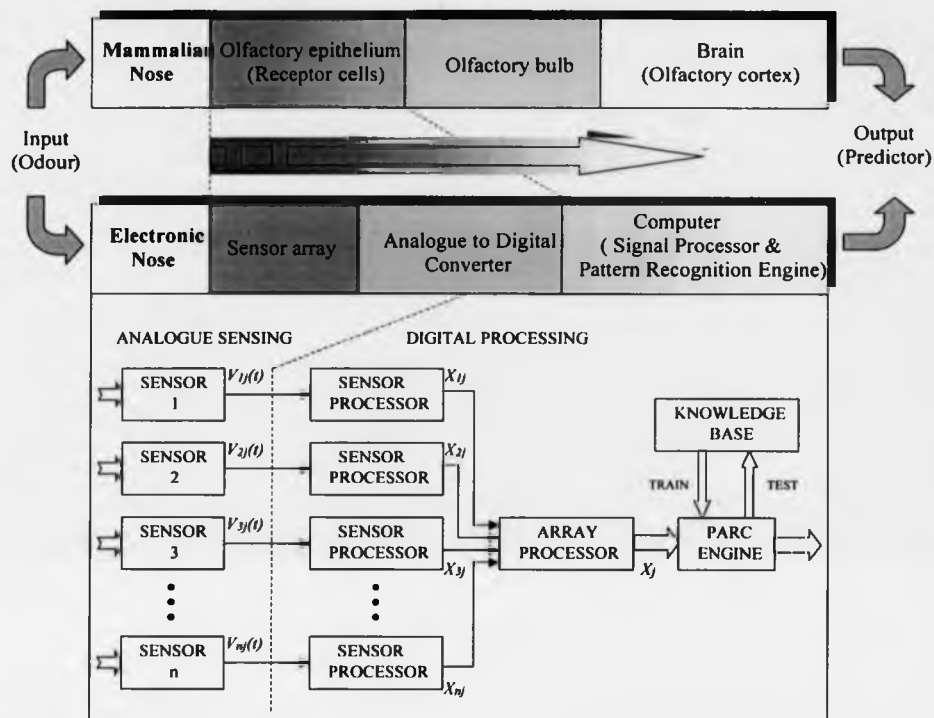 Mammalian
Nose
Olfactory epithelium
(Receptor cells)
Olfactory bulb
Brain
(Olfactory cortex)
Input
(Odour)
Output
(Predictor)
Electronic
Nose
Sensor array
Analogue to Digital
Converter
Computer
( Signal Processor &
Pattern Recognition Engine)
ANALOGUE SENSING
DIGITAL PROCESSING
SENSOR
1
V1j(t)
SENSOR
PROCESSOR
X1j
SENSOR
2
V2j(t)
SENSOR
PROCESSOR
X2j
SENSOR
3
V3j(t)
SENSOR
PROCESSOR
X3j
SENSOR
n
Vnj(t)
SENSOR
PROCESSOR
Xnj
ARRAY
PROCESSOR
Xj
KNOWLEDGE
BASE
TRAIN
TEST
PARC
ENGINE